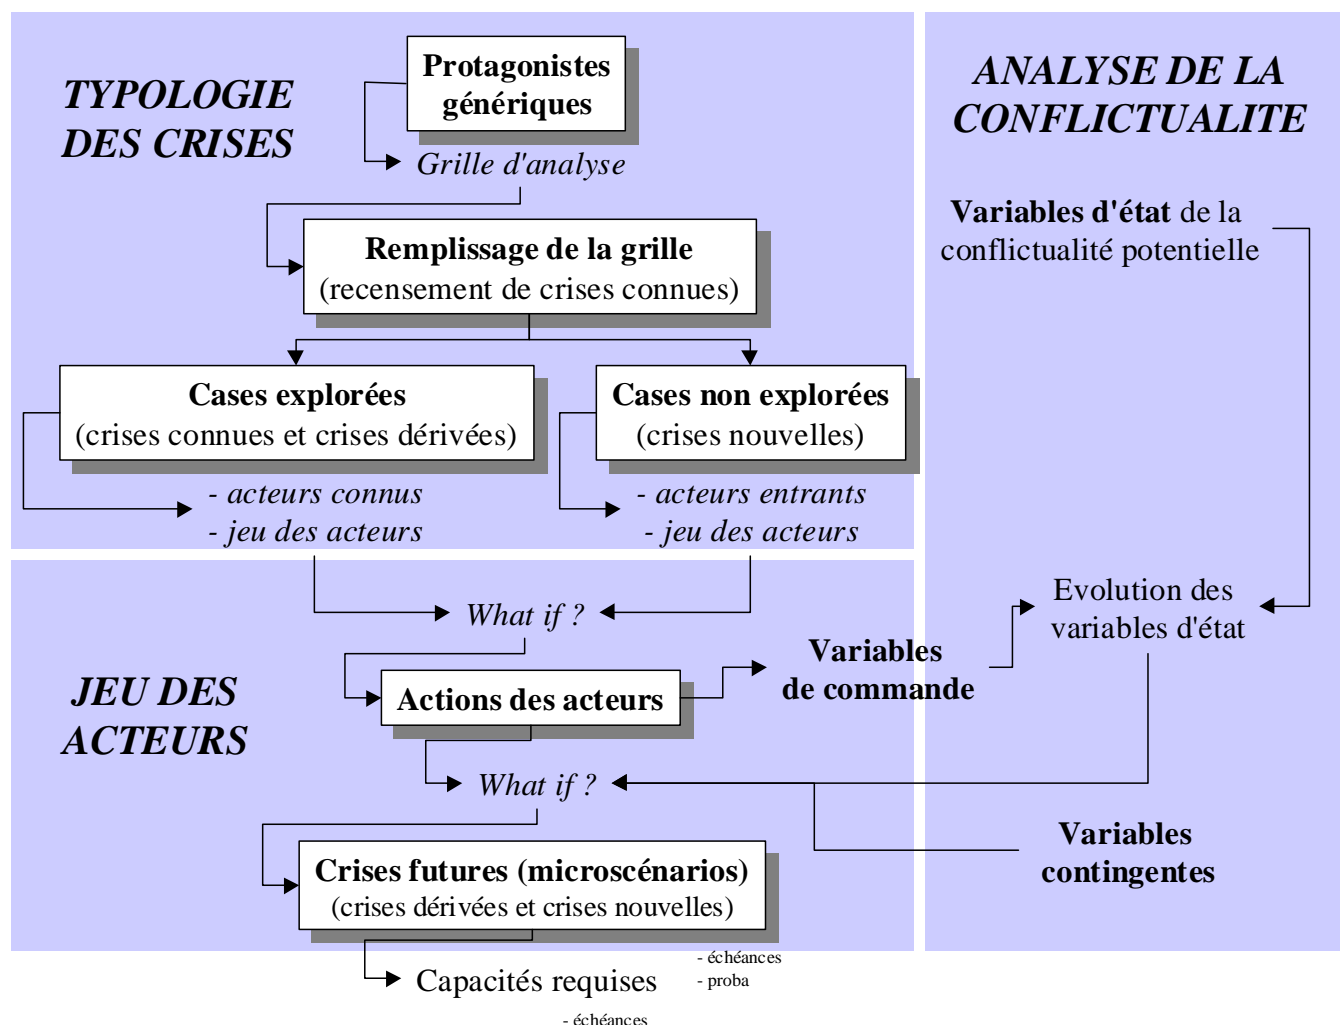 TYPOLOGIE
DES CRISES
Protagonistes
génériques
Grille d'analyse
Remplissage de la grille
(recensement de crises connues)
Cases explorées
(crises connues et crises dérivées)
Cases non explorées
(crises nouvelles)
- acteurs connus
- jeu des acteurs
- acteurs entrants
- jeu des acteurs
ANALYSE DE LA
CONFLICTUALITE
Variables d'état de la
conflictualité potentielle
Evolution des
variables d'état
JEU DES
ACTEURS
What if ?
Actions des acteurs
Variables
de commande
What if ?
Variables
contingentes
Crises futures (microscénarios)
(crises dérivées et crises nouvelles)
Capacités requises
- échéances
- proba
- échéances